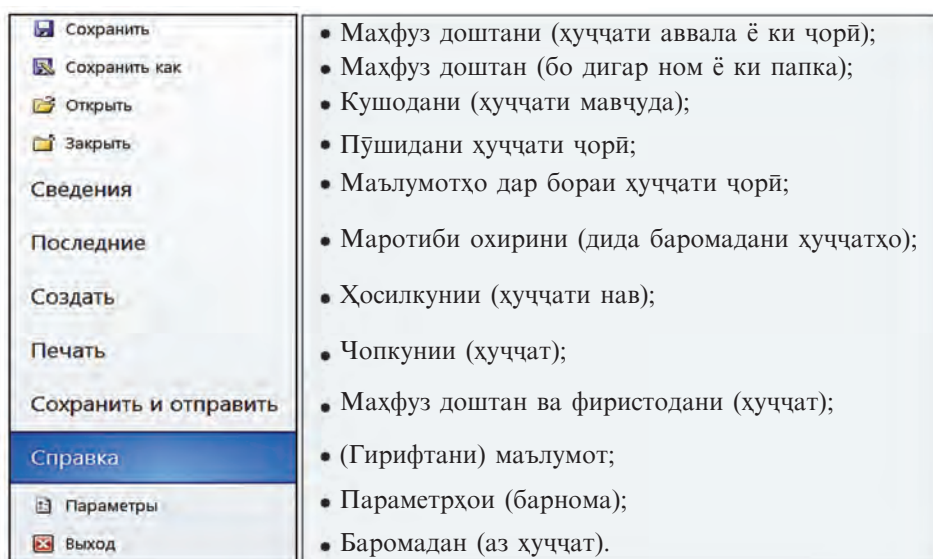 Сохранить
• Маҳфуз доштани (ҳуҷҷати аввала ё ки ҷорӣ);
Сохранить как
• Маҳфуз доштан (бо дигар ном ё ки папка);
Открыть
• Кушодани (ҳуҷҷати мавҷуда);
Закрыть
• Пӯшидани ҳуҷҷати ҷорӣ;
Сведения
• Маълумотҳо дар бораи ҳуҷҷати ҷорӣ;
Последние
• Маротиби охирини (дида баромадани ҳуҷҷатҳо);
Создать
• Ҳосилкунии (ҳуҷҷати нав);
Печать
• Чопкунии (ҳуҷҷат);
Сохранить и отправить
• Маҳфуз доштан ва фиристодани (ҳуҷҷат);
Справка
• (Гирифтани) маълумот;
Параметры
• Параметрҳои (барнома);
Выход
• Баромадан (аз ҳуҷҷат).